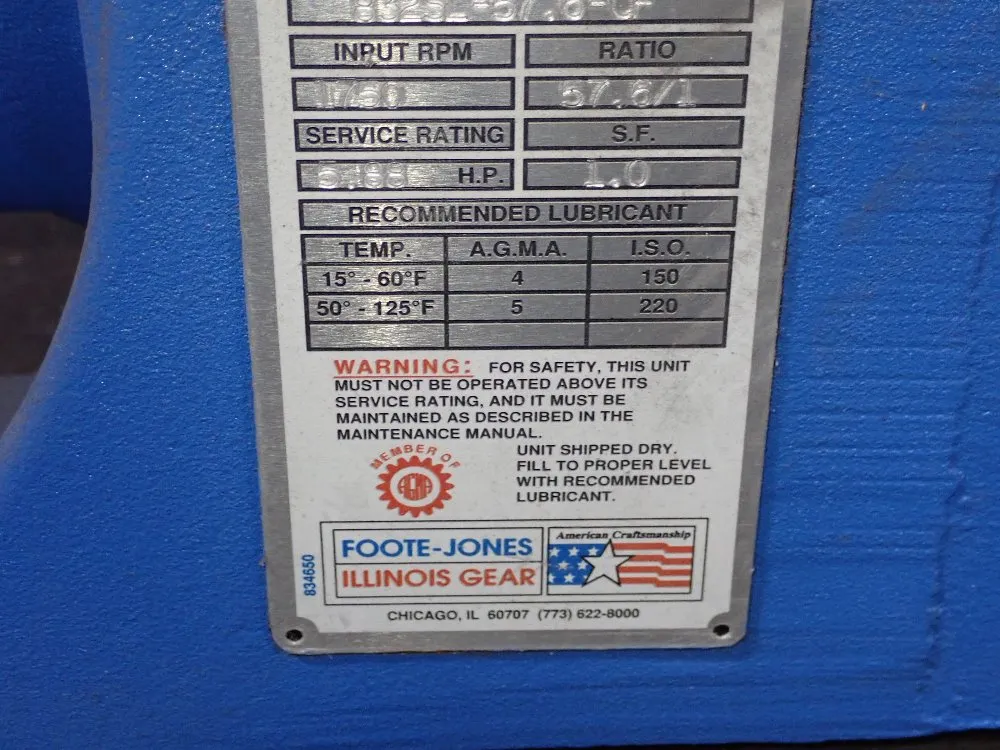 INPUT RPM RATIO
1750 57.6/1
SERVICE RATING S.F.
H.P. 1.0
RECOMMENDED LUBRICANT
TEMP. A.G.M.A. I.S.O.
15° - 60°F 4 150
50° - 125°F 5 220
WARNING: FOR SAFETY, THIS UNIT
MUST NOT BE OPERATED ABOVE ITS
SERVICE RATING, AND IT MUST BE
MAINTAINED AS DESCRIBED IN THE
MAINTENANCE MANUAL.
MEMBER OF
AGMA
UNIT SHIPPED DRY.
FILL TO PROPER LEVEL
WITH RECOMMENDED
LUBRICANT.
834650
FOOTE-JONES
ILLINOIS GEAR
American Craftsmanship
CHICAGO, IL 60707 (773) 622-8000